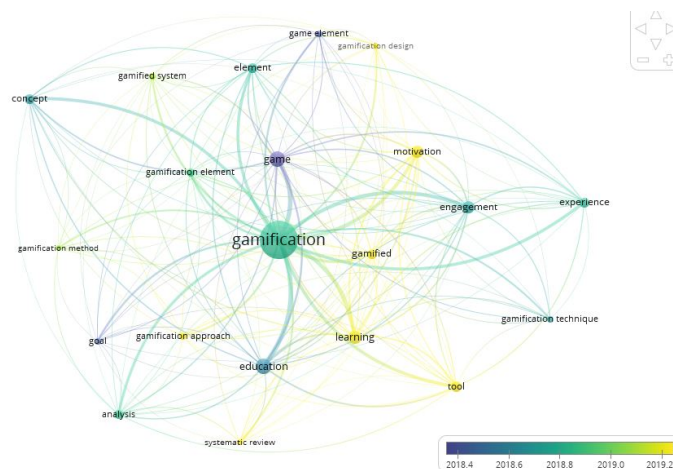 game element
gamification design
gamified system
element
concept
motivation
game
gamification element
experience
engagement
gamification
gamified
gamification method
gamification technique
goal
gamification approach
learning
education
tool
analysis
systematic review
2018.4 2018.6 2018.8 2019.0 2019.2